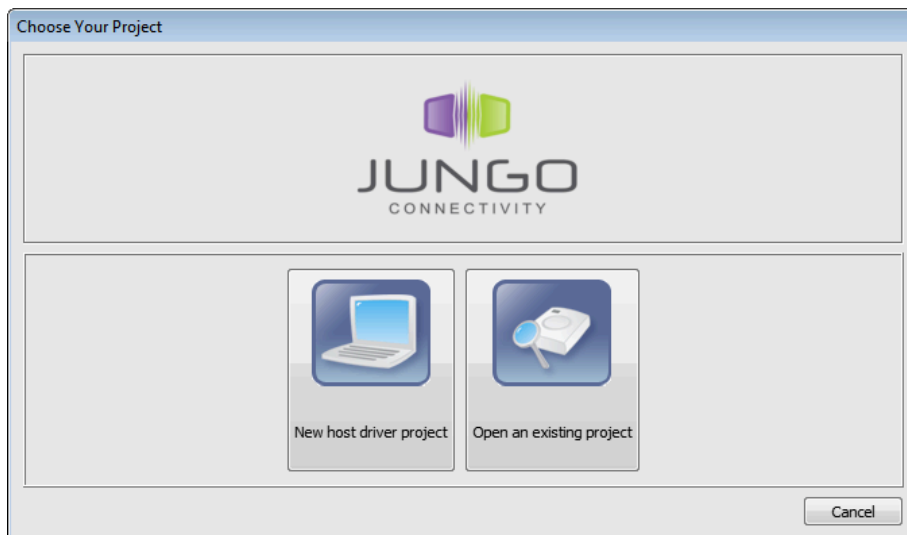 Choose Your Project
JUNGO
CONNECTIVITY
New host driver project
Open an existing project
Cancel